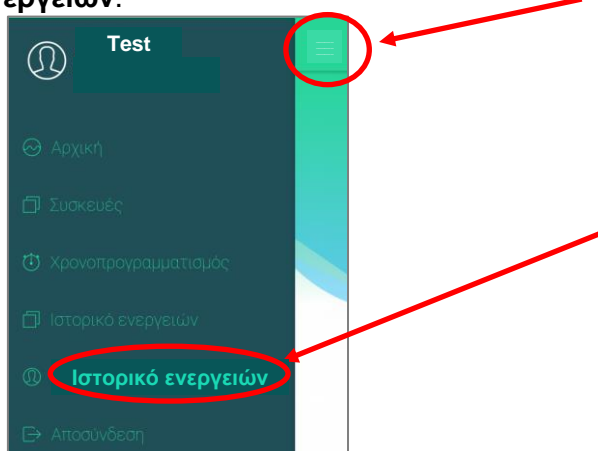 εργειών.
Test
Αρχική
Συσκευές
Χρονοπρογραμματισμός
Ιστορικό ενεργειών
Ιστορικό ενεργειών
Αποσύνδεση